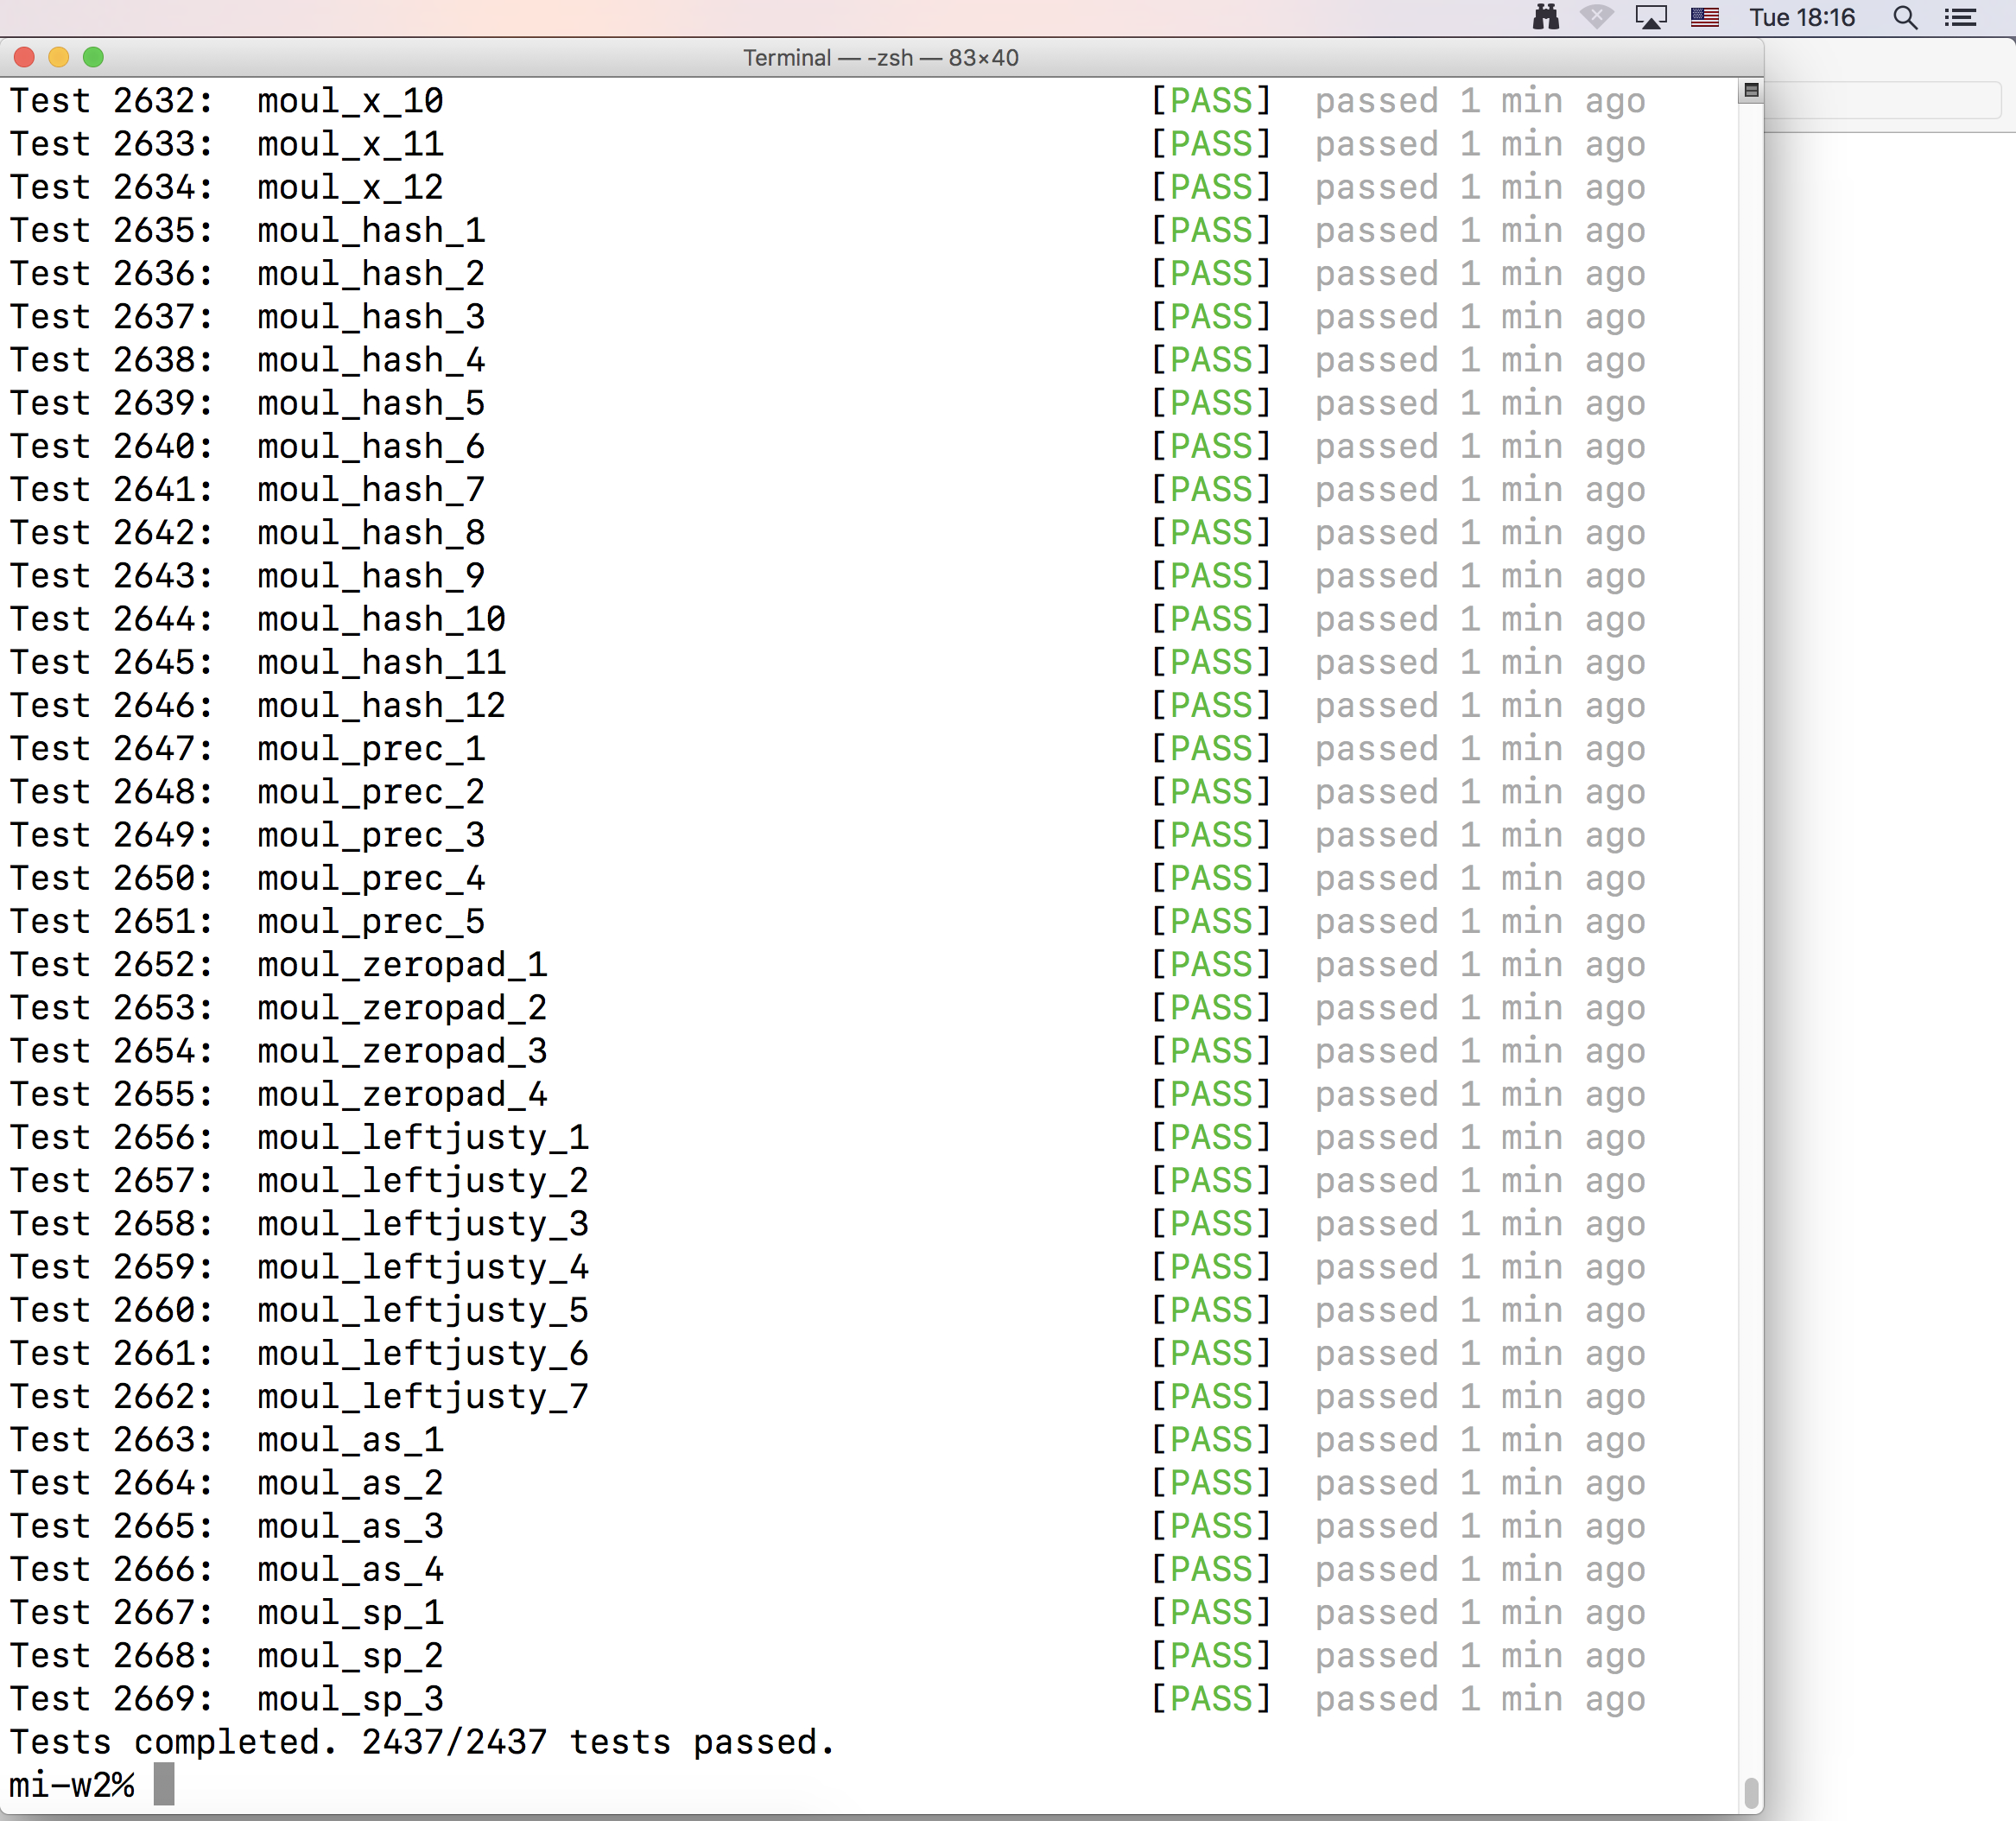 Tue 18:16
Terminal — -zsh — 83×40
Test 2632:  moul_x_10 [PASS]  passed 1 min ago
Test 2633:  moul_x_11 [PASS]  passed 1 min ago
Test 2634:  moul_x_12 [PASS]  passed 1 min ago
Test 2635:  moul_hash_1 [PASS]  passed 1 min ago
Test 2636:  moul_hash_2 [PASS]  passed 1 min ago
Test 2637:  moul_hash_3 [PASS]  passed 1 min ago
Test 2638:  moul_hash_4 [PASS]  passed 1 min ago
Test 2639:  moul_hash_5 [PASS]  passed 1 min ago
Test 2640:  moul_hash_6 [PASS]  passed 1 min ago
Test 2641:  moul_hash_7 [PASS]  passed 1 min ago
Test 2642:  moul_hash_8 [PASS]  passed 1 min ago
Test 2643:  moul_hash_9 [PASS]  passed 1 min ago
Test 2644:  moul_hash_10 [PASS]  passed 1 min ago
Test 2645:  moul_hash_11 [PASS]  passed 1 min ago
Test 2646:  moul_hash_12 [PASS]  passed 1 min ago
Test 2647:  moul_prec_1 [PASS]  passed 1 min ago
Test 2648:  moul_prec_2 [PASS]  passed 1 min ago
Test 2649:  moul_prec_3 [PASS]  passed 1 min ago
Test 2650:  moul_prec_4 [PASS]  passed 1 min ago
Test 2651:  moul_prec_5 [PASS]  passed 1 min ago
Test 2652:  moul_zeropad_1 [PASS]  passed 1 min ago
Test 2653:  moul_zeropad_2 [PASS]  passed 1 min ago
Test 2654:  moul_zeropad_3 [PASS]  passed 1 min ago
Test 2655:  moul_zeropad_4 [PASS]  passed 1 min ago
Test 2656:  moul_leftjusty_1 [PASS]  passed 1 min ago
Test 2657:  moul_leftjusty_2 [PASS]  passed 1 min ago
Test 2658:  moul_leftjusty_3 [PASS]  passed 1 min ago
Test 2659:  moul_leftjusty_4 [PASS]  passed 1 min ago
Test 2660:  moul_leftjusty_5 [PASS]  passed 1 min ago
Test 2661:  moul_leftjusty_6 [PASS]  passed 1 min ago
Test 2662:  moul_leftjusty_7 [PASS]  passed 1 min ago
Test 2663:  moul_as_1 [PASS]  passed 1 min ago
Test 2664:  moul_as_2 [PASS]  passed 1 min ago
Test 2665:  moul_as_3 [PASS]  passed 1 min ago
Test 2666:  moul_as_4 [PASS]  passed 1 min ago
Test 2667:  moul_sp_1 [PASS]  passed 1 min ago
Test 2668:  moul_sp_2 [PASS]  passed 1 min ago
Test 2669:  moul_sp_3 [PASS]  passed 1 min ago
Tests completed. 2437/2437 tests passed.
mi-w2%